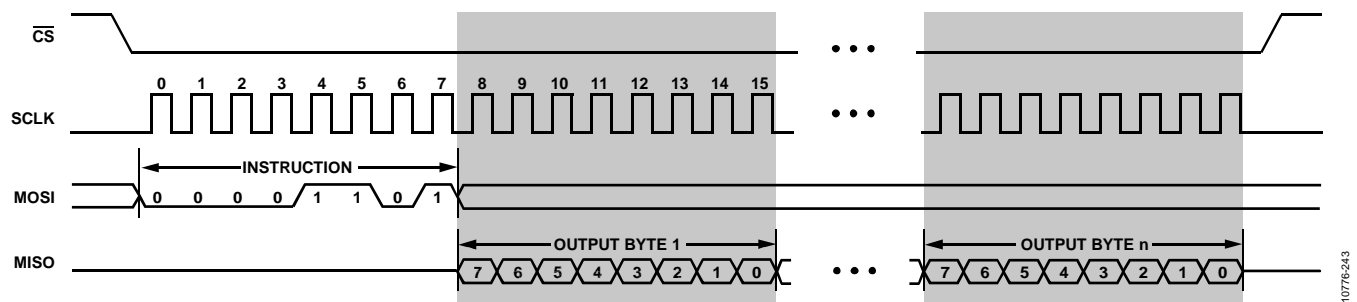 CS
0 1 2 3 4 5 6 7 8 9 10 11 12 13 14 15
SCLK
INSTRUCTION
MOSI
0 0 0 0 1 1 0 1
OUTPUT BYTE 1
OUTPUT BYTE n
MISO
7 6 5 4 3 2 1 0 7 6 5 4 3 2 1 0
10776-243